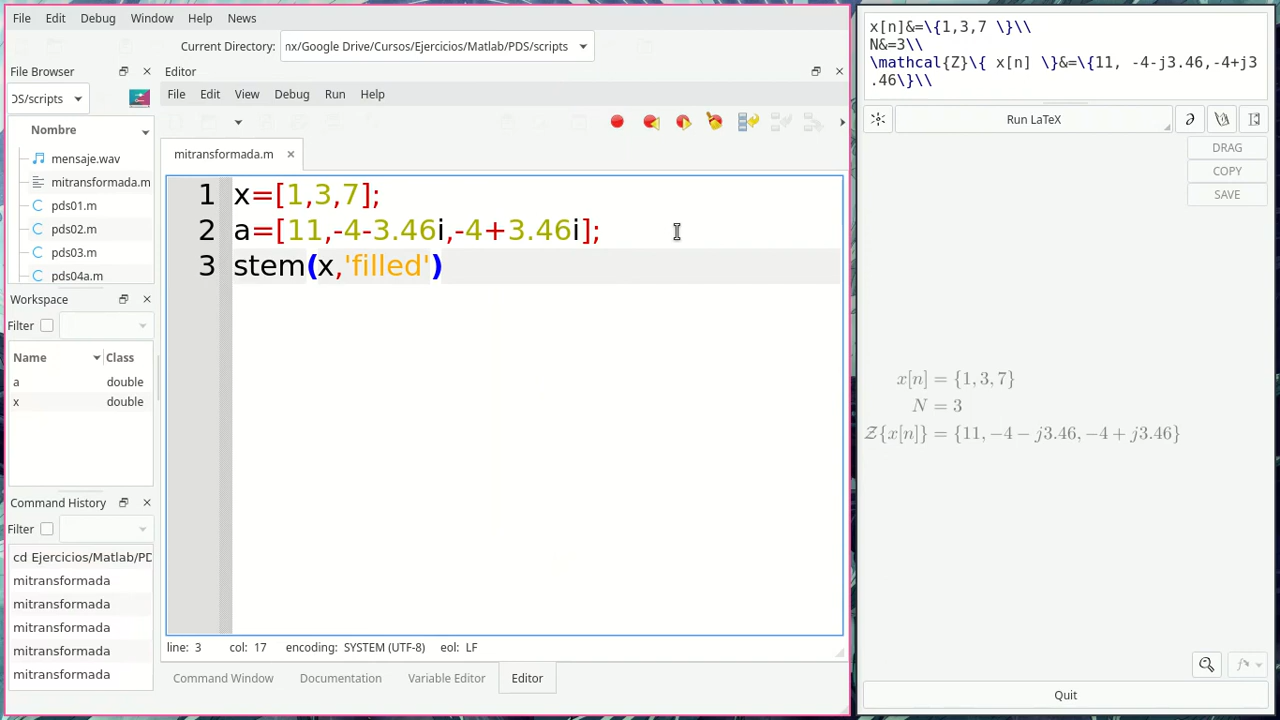 File Edit Debug Window Help News
Current Directory: nx/Google Drive/Cursos/Ejercicios/Matlab/PDS/scripts
File Browser
DS/scripts
Nombre
mensaje.wav
mitransformada.m
pds01.m
pds02.m
pds03.m
pds04a.m
Workspace
Filter
Name Class
a double
x double
Command History
Filter
cd Ejercicios/Matlab/PD
mitransformada
mitransformada
mitransformada
mitransformada
mitransformada
Editor
File Edit View Debug Run Help
mitransformada.m
1 x=[1,3,7];
2 a=[11,-4-3.46i,-4+3.46i];
3 stem(x,'filled')
line: 3 col: 17 encoding: SYSTEM (UTF-8) eol: LF
Command Window Documentation Variable Editor Editor
x[n]&=\{1,3,7 \}\\
N&=3\\
\mathcal{Z}\{ x[n] \}&=\{11, -4-j3.46,-4+j3
.46\}\\
Run LaTeX
DRAG
COPY
SAVE
x[n] = {1, 3, 7}
N = 3
Z{x[n]} = {11, −4 − j3.46, −4 + j3.46}
Quit